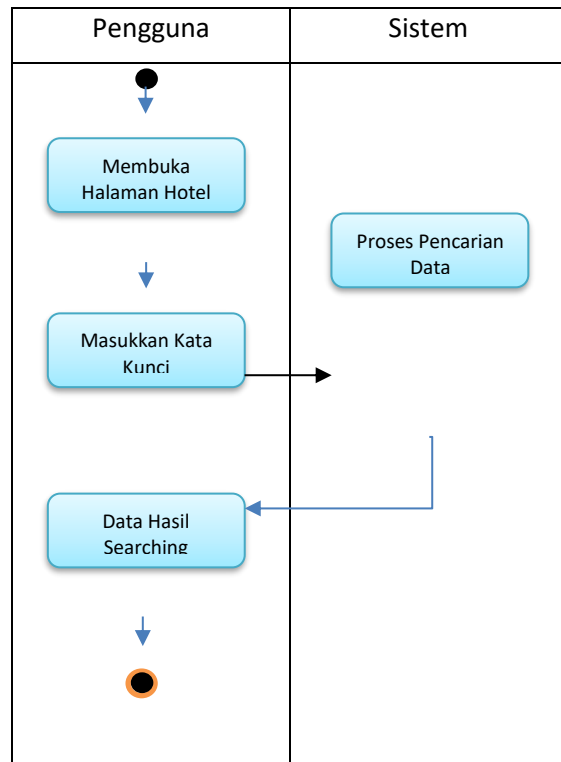 Pengguna
Sistem
Membuka
Halaman Hotel
Proses Pencarian
Data
Masukkan Kata
Kunci
Data Hasil
Searching